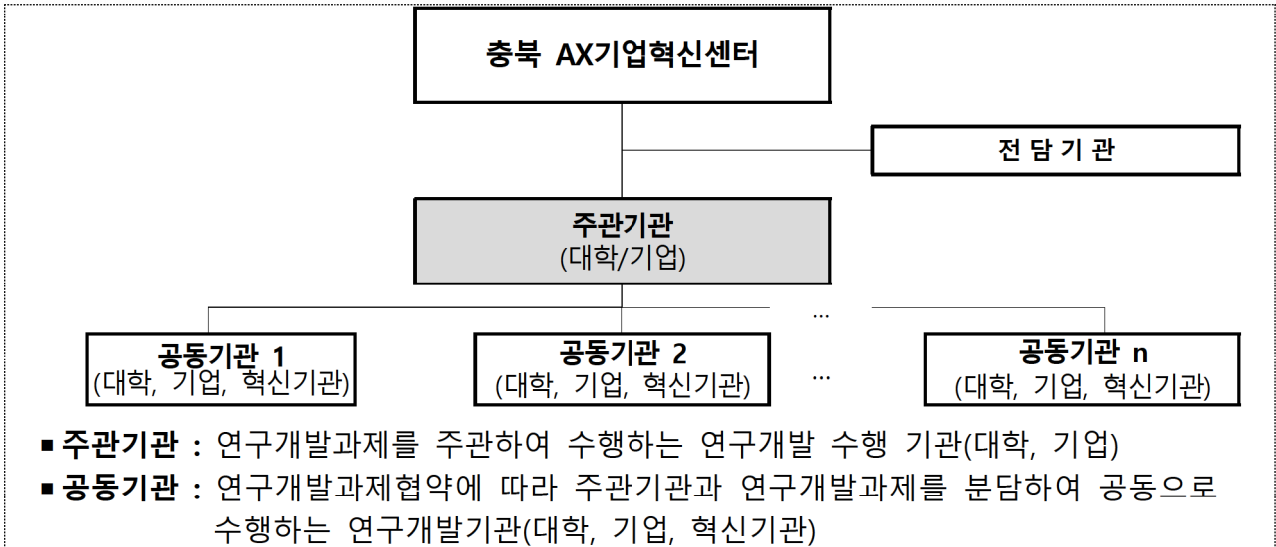 충북 AX기업혁신센터
전 담 기 관
주관기관
(대학/기업)
...
공동기관 1
(대학, 기업, 혁신기관)
공동기관 2
(대학, 기업, 혁신기관)
...
공동기관 n
(대학, 기업, 혁신기관)
▪ 주관기관 : 연구개발과제를 주관하여 수행하는 연구개발 수행 기관(대학, 기업)
▪ 공동기관 : 연구개발과제협약에 따라 주관기관과 연구개발과제를 분담하여 공동으로
수행하는 연구개발기관(대학, 기업, 혁신기관)